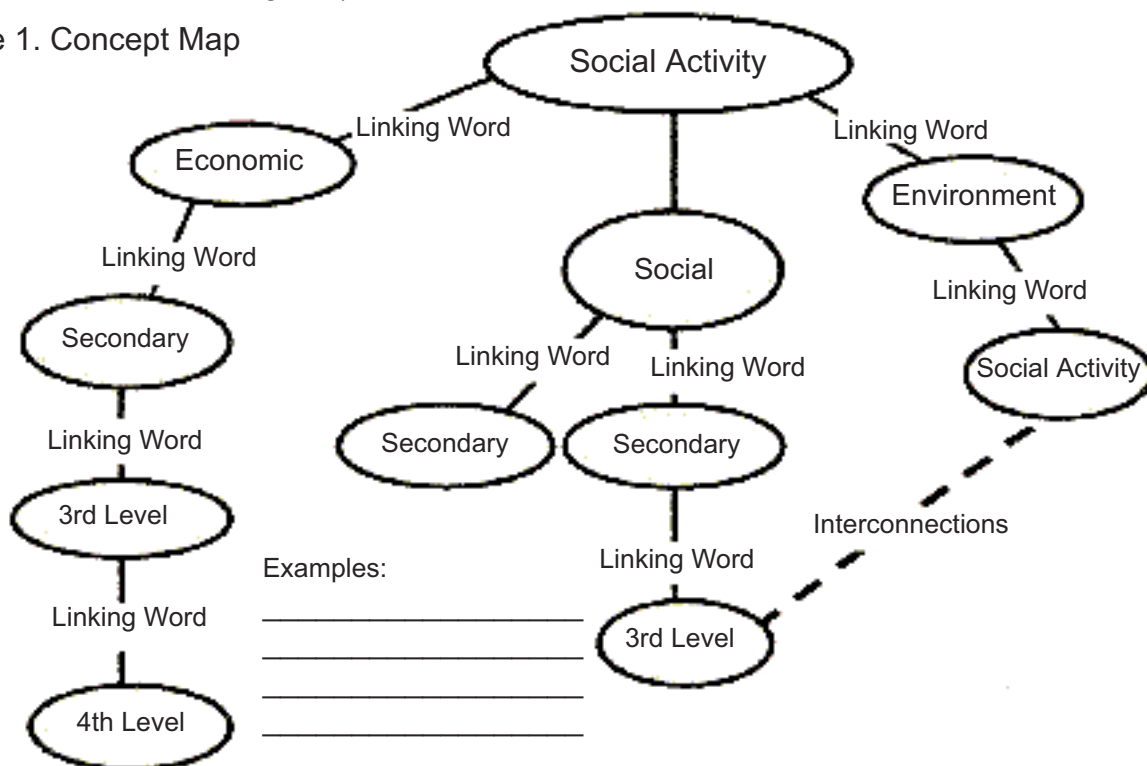 e 1. Concept Map
Social Activity
Linking Word
Linking Word
Economic
Environment
Linking Word
Social
Linking Word
Secondary
Linking Word
Linking Word
Social Activity
Linking Word
Secondary
Secondary
3rd Level
Interconnections
Examples:
Linking Word
Linking Word
3rd Level
4th Level